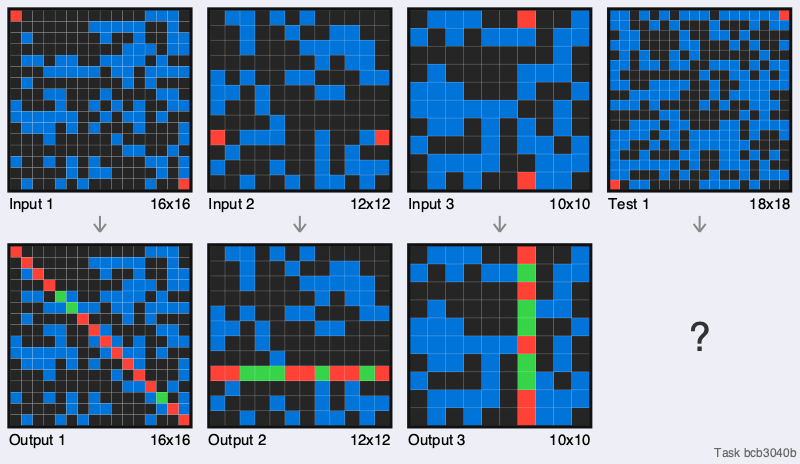 Input 1 16x16
Input 2 12x12
Input 3 10x10
Test 1 18x18
?
Output 1 16x16
Output 2 12x12
Output 3 10x10
Task bcb3040b